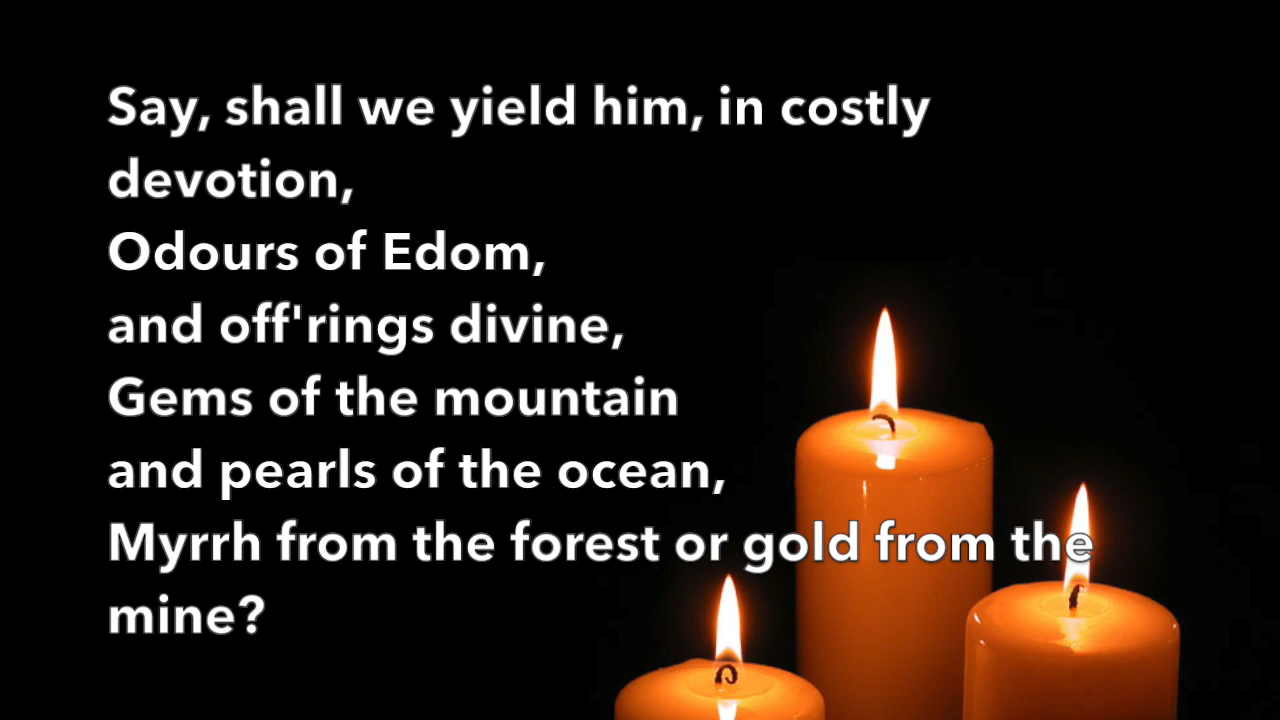 Say, shall we yield him, in costly
devotion,
Odours of Edom,
and off'rings divine,
Gems of the mountain
and pearls of the ocean,
Myrrh from the forest or gold from the
mine?